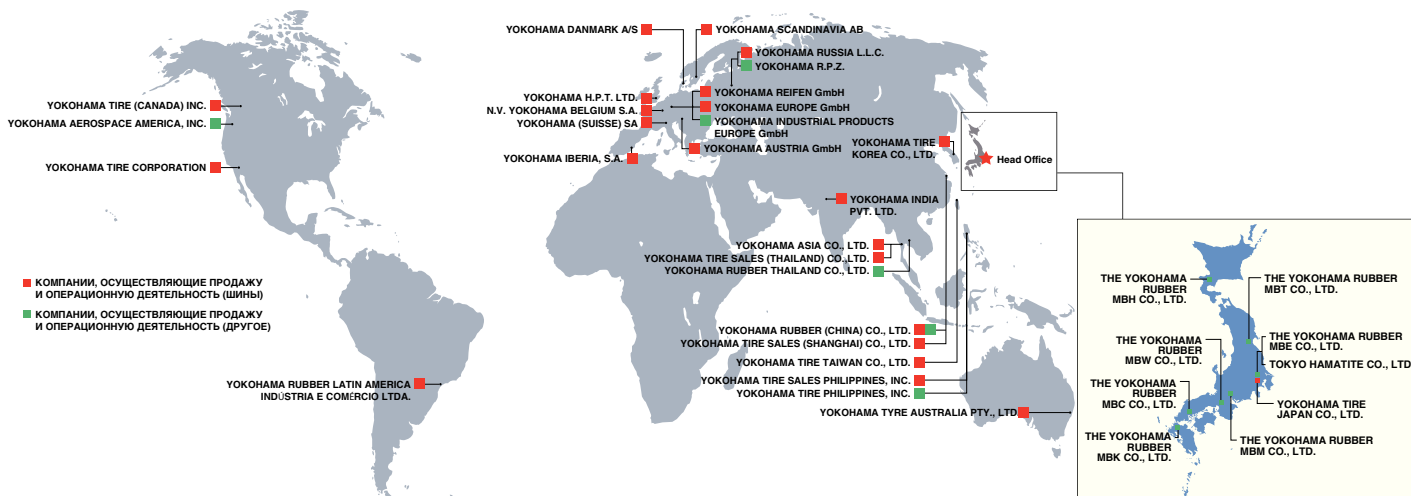 YOKOHAMA DANMARK A/S
YOKOHAMA SCANDINAVIA AB
YOKOHAMA RUSSIA L.L.C.
YOKOHAMA R.P.Z.
YOKOHAMA H.P.T. LTD.
N.V. YOKOHAMA BELGIUM S.A.
YOKOHAMA (SUISSE) SA
YOKOHAMA REIFEN GmbH
YOKOHAMA EUROPE GmbH
YOKOHAMA INDUSTRIAL PRODUCTS
EUROPE GmbH
YOKOHAMA AUSTRIA GmbH
YOKOHAMA IBERIA, S.A.
YOKOHAMA TIRE (CANADA) INC.
YOKOHAMA AEROSPACE AMERICA, INC.
YOKOHAMA TIRE CORPORATION
YOKOHAMA TIRE
KOREA CO., LTD.
Head Office
YOKOHAMA INDIA
PVT. LTD.
YOKOHAMA ASIA CO., LTD.
YOKOHAMA TIRE SALES (THAILAND) CO.,LTD.
YOKOHAMA RUBBER THAILAND CO., LTD.
КОМПАНИИ, ОСУЩЕСТВЛЯЮЩИЕ ПРОДАЖУ
И ОПЕРАЦИОННУЮ ДЕЯТЕЛЬНОСТЬ (ШИНЫ)
КОМПАНИИ, ОСУЩЕСТВЛЯЮЩИЕ ПРОДАЖУ
И ОПЕРАЦИОННУЮ ДЕЯТЕЛЬНОСТЬ (ДРУГОЕ)
YOKOHAMA RUBBER (CHINA) CO., LTD.
YOKOHAMA TIRE SALES (SHANGHAI) CO., LTD.
YOKOHAMA TIRE TAIWAN CO., LTD.
YOKOHAMA TIRE SALES PHILIPPINES, INC.
YOKOHAMA TIRE PHILIPPINES, INC.
YOKOHAMA RUBBER LATIN AMERICA
INDÚSTRIA E COMÉRCIO LTDA.
YOKOHAMA TYRE AUSTRALIA PTY., LTD
THE YOKOHAMA
RUBBER
MBH CO., LTD.
THE YOKOHAMA RUBBER
MBT CO., LTD.
THE YOKOHAMA
RUBBER
MBW CO., LTD.
THE YOKOHAMA RUBBER
MBE CO., LTD.
TOKYO HAMATITE CO., LTD
THE YOKOHAMA
RUBBER
MBC CO., LTD.
YOKOHAMA TIRE
JAPAN CO., LTD.
THE YOKOHAMA
RUBBER
MBK CO., LTD.
THE YOKOHAMA RUBBER
MBM CO., LTD.